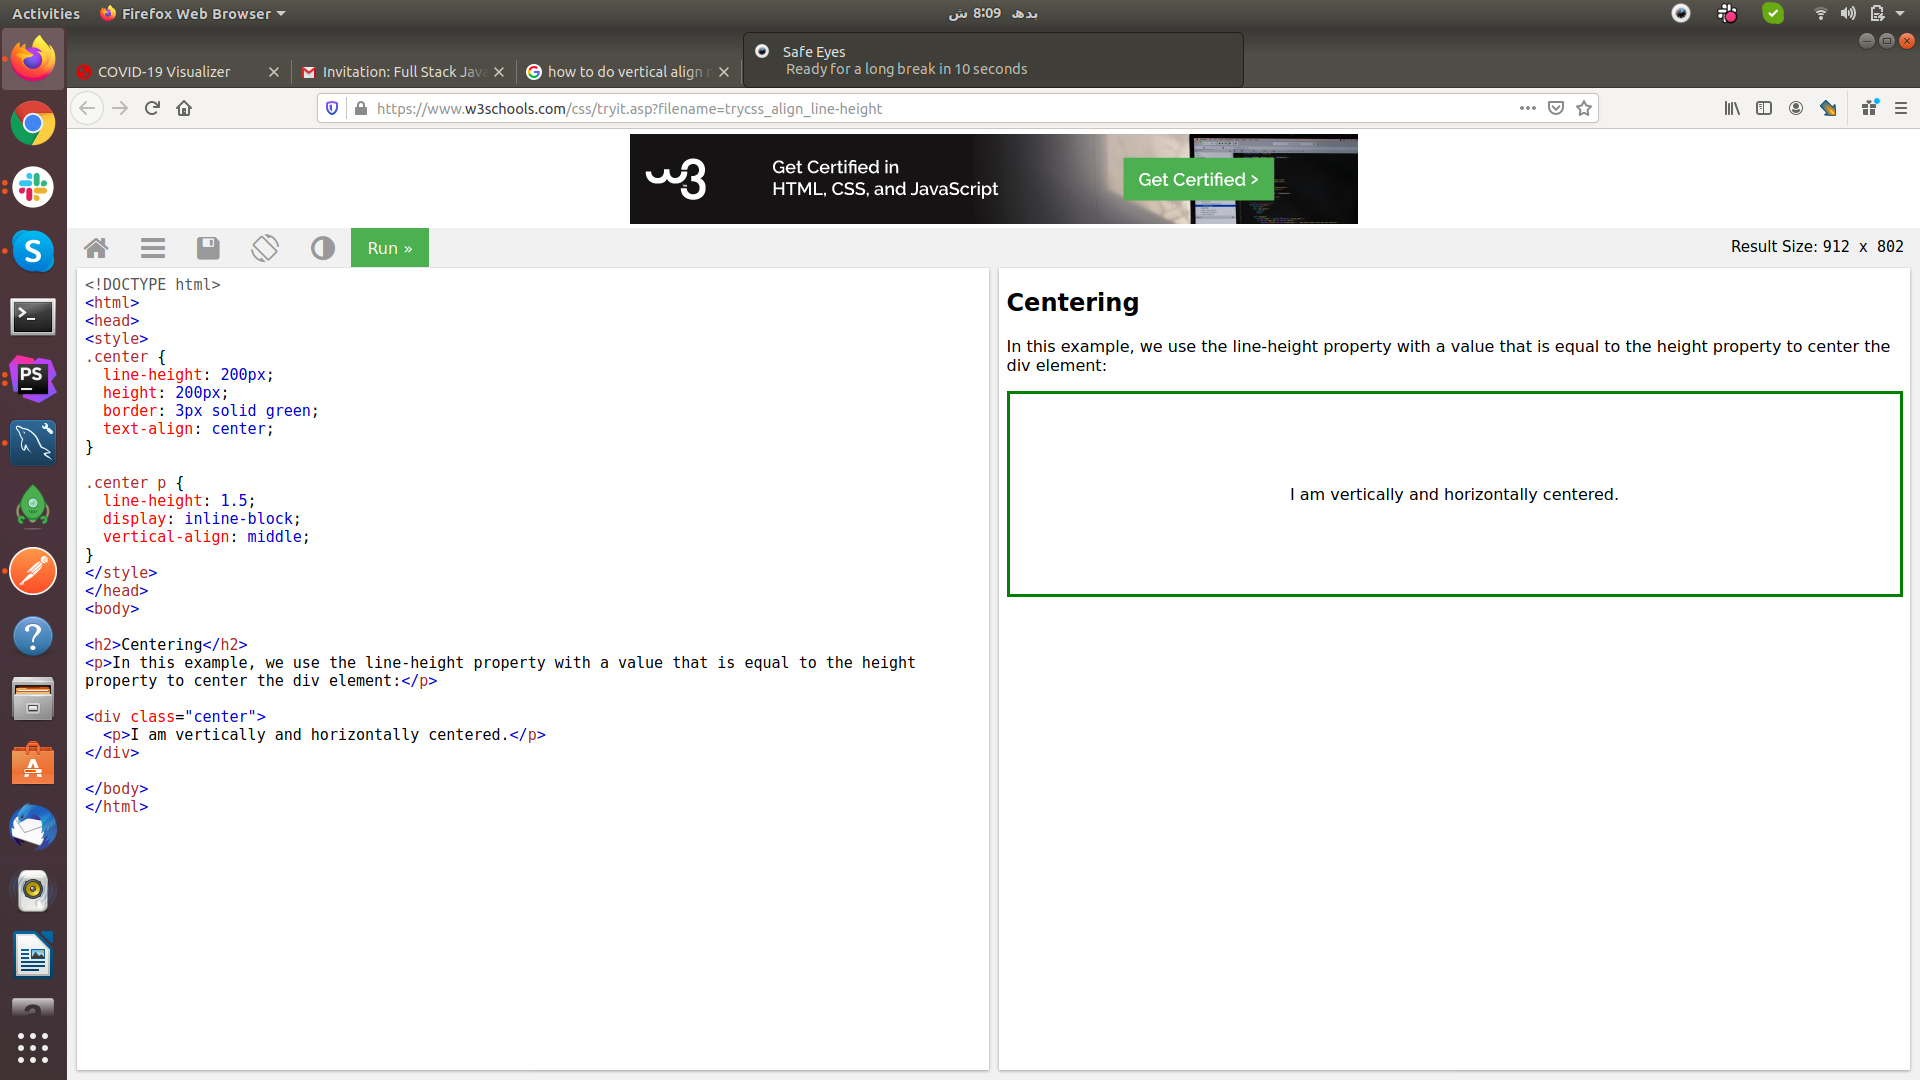 Activities
Firefox Web Browser
بدھ 8:09 ش
Safe Eyes
Ready for a long break in 10 seconds
COVID-19 Visualizer
Invitation: Full Stack Java
how to do vertical align
https://www.w3schools.com/css/tryit.asp?filename=trycss_align_line-height
w3
Get Certified in
HTML, CSS, and JavaScript
Get Certified >
Run »
Result Size: 912 x 802
<!DOCTYPE html>
<html>
<head>
<style>
.center {
  line-height: 200px;
  height: 200px;
  border: 3px solid green;
  text-align: center;
}

.center p {
  line-height: 1.5;
  display: inline-block;
  vertical-align: middle;
}
</style>
</head>
<body>

<h2>Centering</h2>
<p>In this example, we use the line-height property with a value that is equal to the height
property to center the div element:</p>

<div class="center">
  <p>I am vertically and horizontally centered.</p>
</div>

</body>
</html>
Centering
In this example, we use the line-height property with a value that is equal to the height property to center the
div element:
I am vertically and horizontally centered.
S
PS